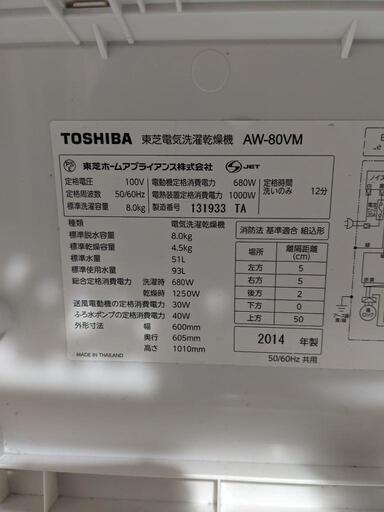 TOSHIBA 東芝電気洗濯乾燥機 AW-80VM
東芝ホームアプライアンス株式会社 JET
定格電圧 100V
定格周波数 50/60Hz
標準洗濯容量 8.0kg
電動機定格消費電力 680W
電熱装置定格消費電力 1000W
製造番号 131933 TA
定格時間
洗いのみ 12分
種類 電気洗濯乾燥機
標準脱水容量 8.0kg
標準乾燥容量 4.5kg
標準水量 51L
標準使用水量 93L
総合定格消費電力 洗濯時 680W
乾燥時 1250W
送風電動機の定格消費電力 30W
ふろ水ポンプの定格消費電力 40W
外形寸法 幅 600mm
奥行 605mm
高さ 1010mm
MADE IN THAILAND
消防法 基準適合 組込形
場所 離隔距離(cm)
左方 5
右方 5
後方 2
下方 0
上方 50
2014 年製
50/60Hz 共用